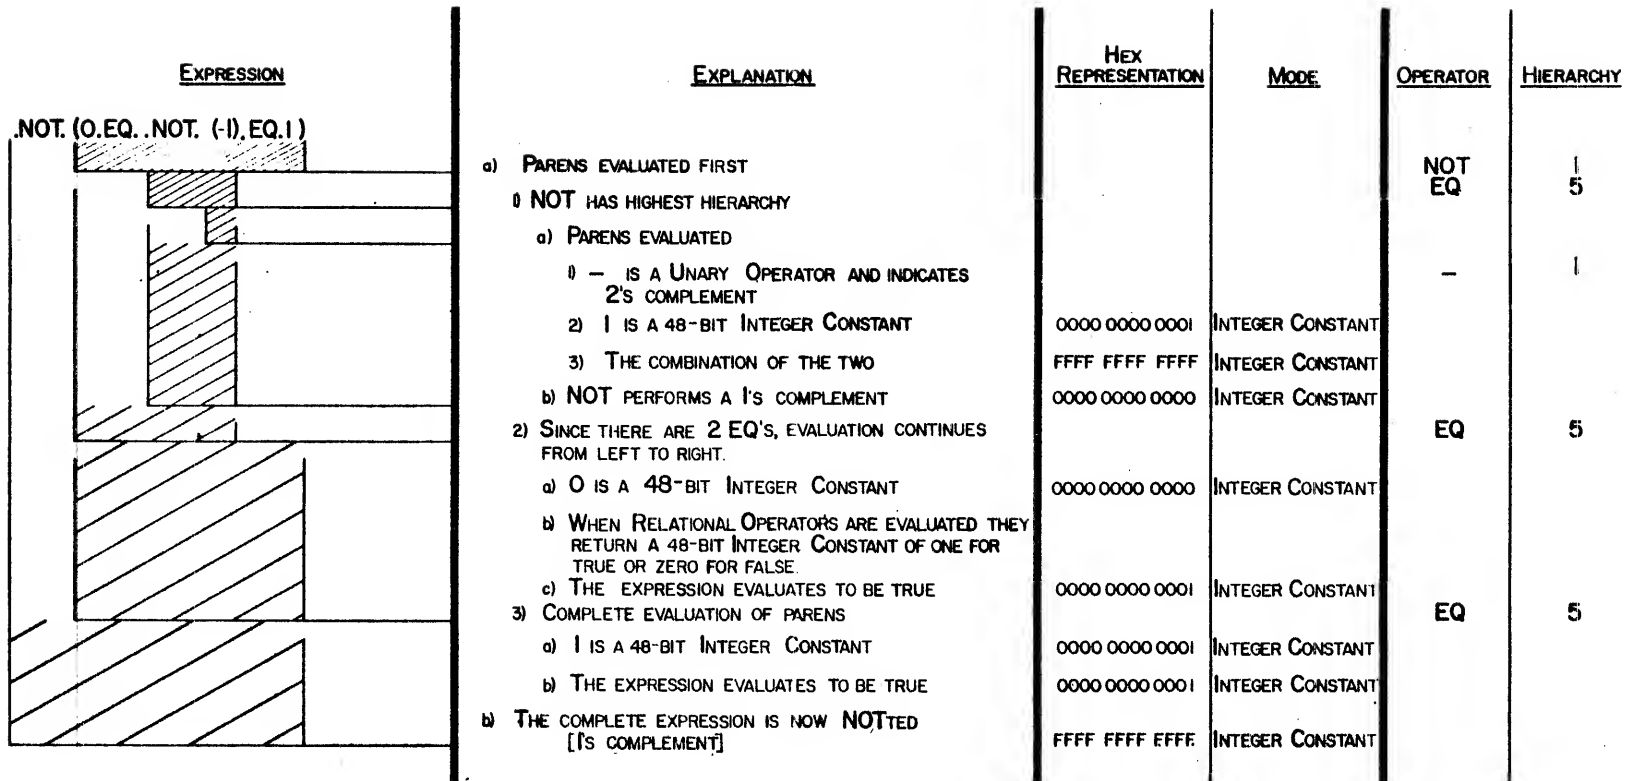 EXPRESSION EXPLANATION HEX REPRESENTATION MODE OPERATOR HIERARCHY
.NOT. (0.EQ. .NOT. (-1).EQ.1)
a) PARENS EVALUATED FIRST NOT 1
EQ 5
1) NOT HAS HIGHEST HIERARCHY
a) PARENS EVALUATED
1) – IS A UNARY OPERATOR AND INDICATES – 1
2'S COMPLEMENT
2) 1 IS A 48-BIT INTEGER CONSTANT 0000 0000 0001 INTEGER CONSTANT
3) THE COMBINATION OF THE TWO FFFF FFFF FFFF INTEGER CONSTANT
b) NOT PERFORMS A 1'S COMPLEMENT 0000 0000 0000 INTEGER CONSTANT
2) SINCE THERE ARE 2 EQ'S, EVALUATION CONTINUES EQ 5
FROM LEFT TO RIGHT.
a) 0 IS A 48-BIT INTEGER CONSTANT 0000 0000 0000 INTEGER CONSTANT
b) WHEN RELATIONAL OPERATORS ARE EVALUATED THEY
RETURN A 48-BIT INTEGER CONSTANT OF ONE FOR
TRUE OR ZERO FOR FALSE.
c) THE EXPRESSION EVALUATES TO BE TRUE 0000 0000 0001 INTEGER CONSTANT
3) COMPLETE EVALUATION OF PARENS EQ 5
a) 1 IS A 48-BIT INTEGER CONSTANT 0000 0000 0001 INTEGER CONSTANT
b) THE EXPRESSION EVALUATES TO BE TRUE 0000 0000 0001 INTEGER CONSTANT
b) THE COMPLETE EXPRESSION IS NOW NOTTED
[1'S COMPLEMENT] FFFF FFFF FFFF INTEGER CONSTANT